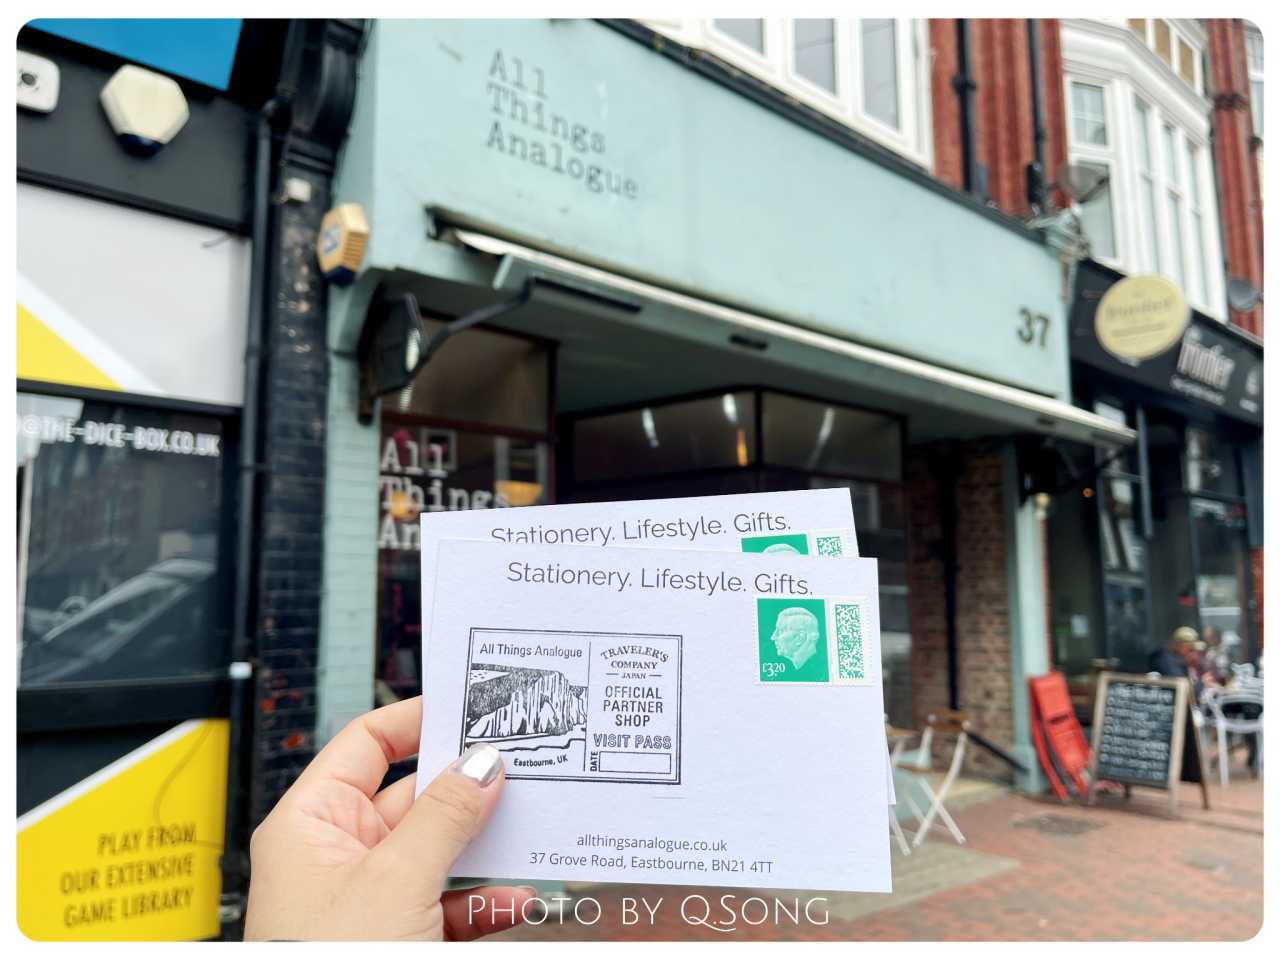 All
Things
Analogue
37
@THE-DICE-BOX.CO.UK
All
Things
An
Stationery. Lifestyle. Gifts.
Stationery. Lifestyle. Gifts.
£3.20
All Things Analogue
Eastbourne, UK
TRAVELER'S
COMPANY
JAPAN
OFFICIAL
PARTNER
SHOP
VISIT PASS
DATE
allthingsanalogue.co.uk
37 Grove Road, Eastbourne, BN21 4TT
PLAY FROM
OUR EXTENSIVE
GAME LIBRARY
PHOTO BY Q.SONG